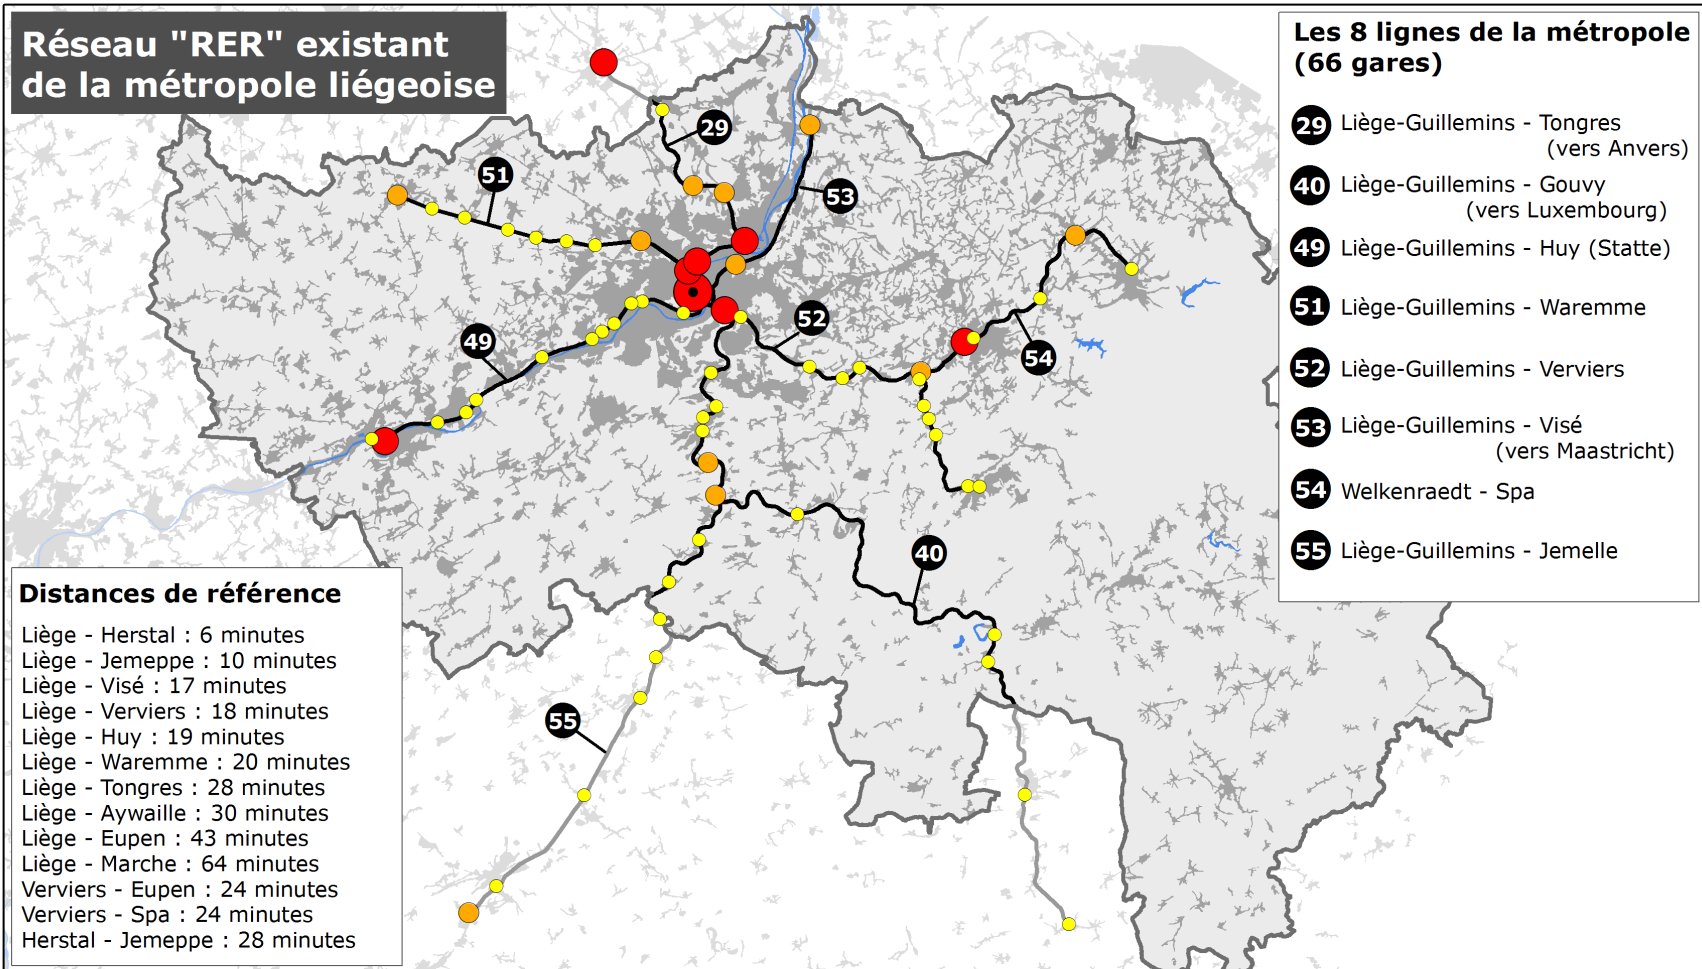 Réseau "RER" existant
de la métropole liégeoise
Les 8 lignes de la métropole
(66 gares)
29 Liège-Guillemins - Tongres
(vers Anvers)
40 Liège-Guillemins - Gouvy
(vers Luxembourg)
49 Liège-Guillemins - Huy (Statte)
51 Liège-Guillemins - Waremme
52 Liège-Guillemins - Verviers
53 Liège-Guillemins - Visé
(vers Maastricht)
54 Welkenraedt - Spa
55 Liège-Guillemins - Jemelle
29
51
53
52
49
54
40
55
Distances de référence
Liège - Herstal : 6 minutes
Liège - Jemeppe : 10 minutes
Liège - Visé : 17 minutes
Liège - Verviers : 18 minutes
Liège - Huy : 19 minutes
Liège - Waremme : 20 minutes
Liège - Tongres : 28 minutes
Liège - Aywaille : 30 minutes
Liège - Eupen : 43 minutes
Liège - Marche : 64 minutes
Verviers - Eupen : 24 minutes
Verviers - Spa : 24 minutes
Herstal - Jemeppe : 28 minutes